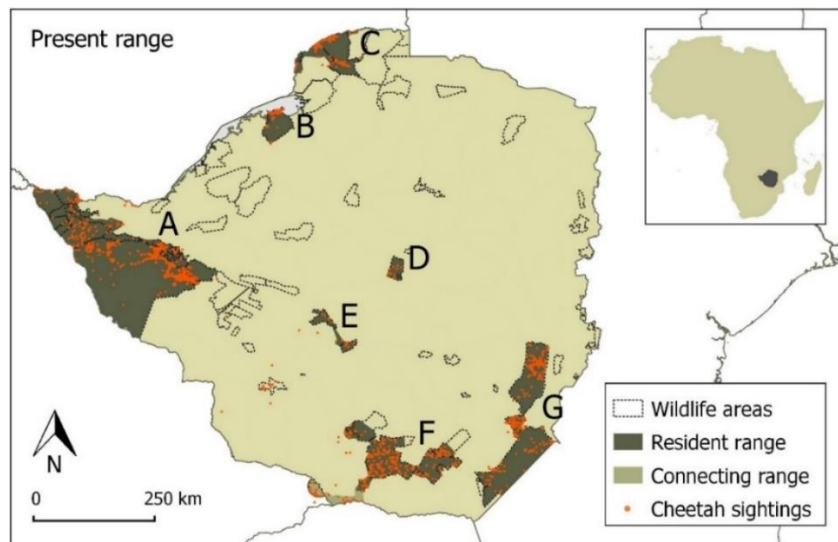 Present range
C
B
A
D
E
G
F
N
0 250 km
Wildlife areas
Resident range
Connecting range
Cheetah sightings